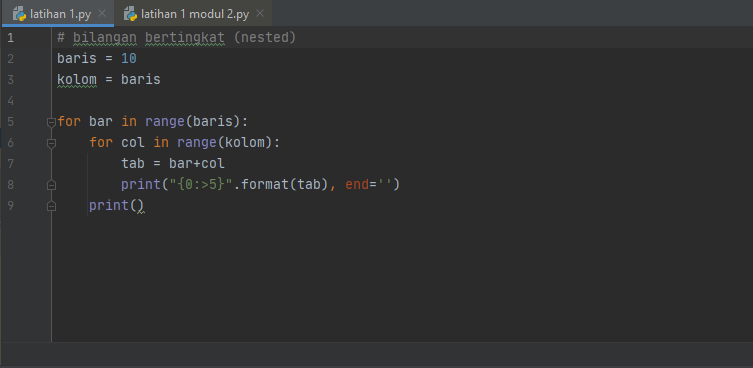 latihan 1.py latihan 1 modul 2.py
1 # bilangan bertingkat (nested)
2 baris = 10
3 kolom = baris
4
5 for bar in range(baris):
6     for col in range(kolom):
7         tab = bar+col
8         print("{0:>5}".format(tab), end='')
9     print()